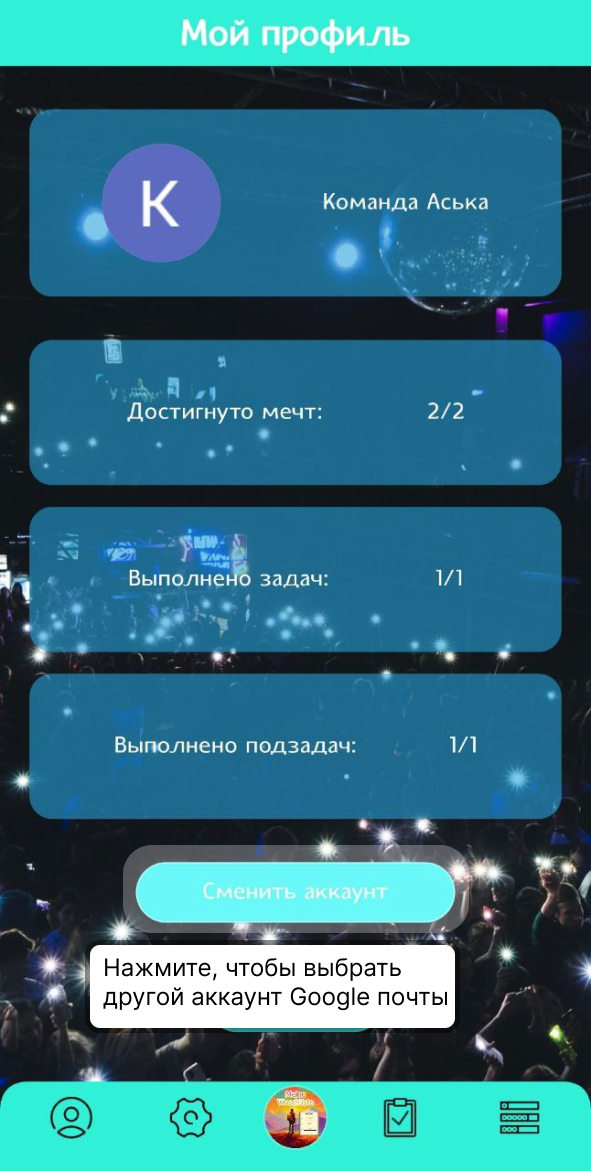 Мой профиль
К
Команда Аська
Достигнуто мечт: 2/2
Выполнено задач: 1/1
Выполнено подзадач: 1/1
Сменить аккаунт
Нажмите, чтобы выбрать
другой аккаунт Google почты